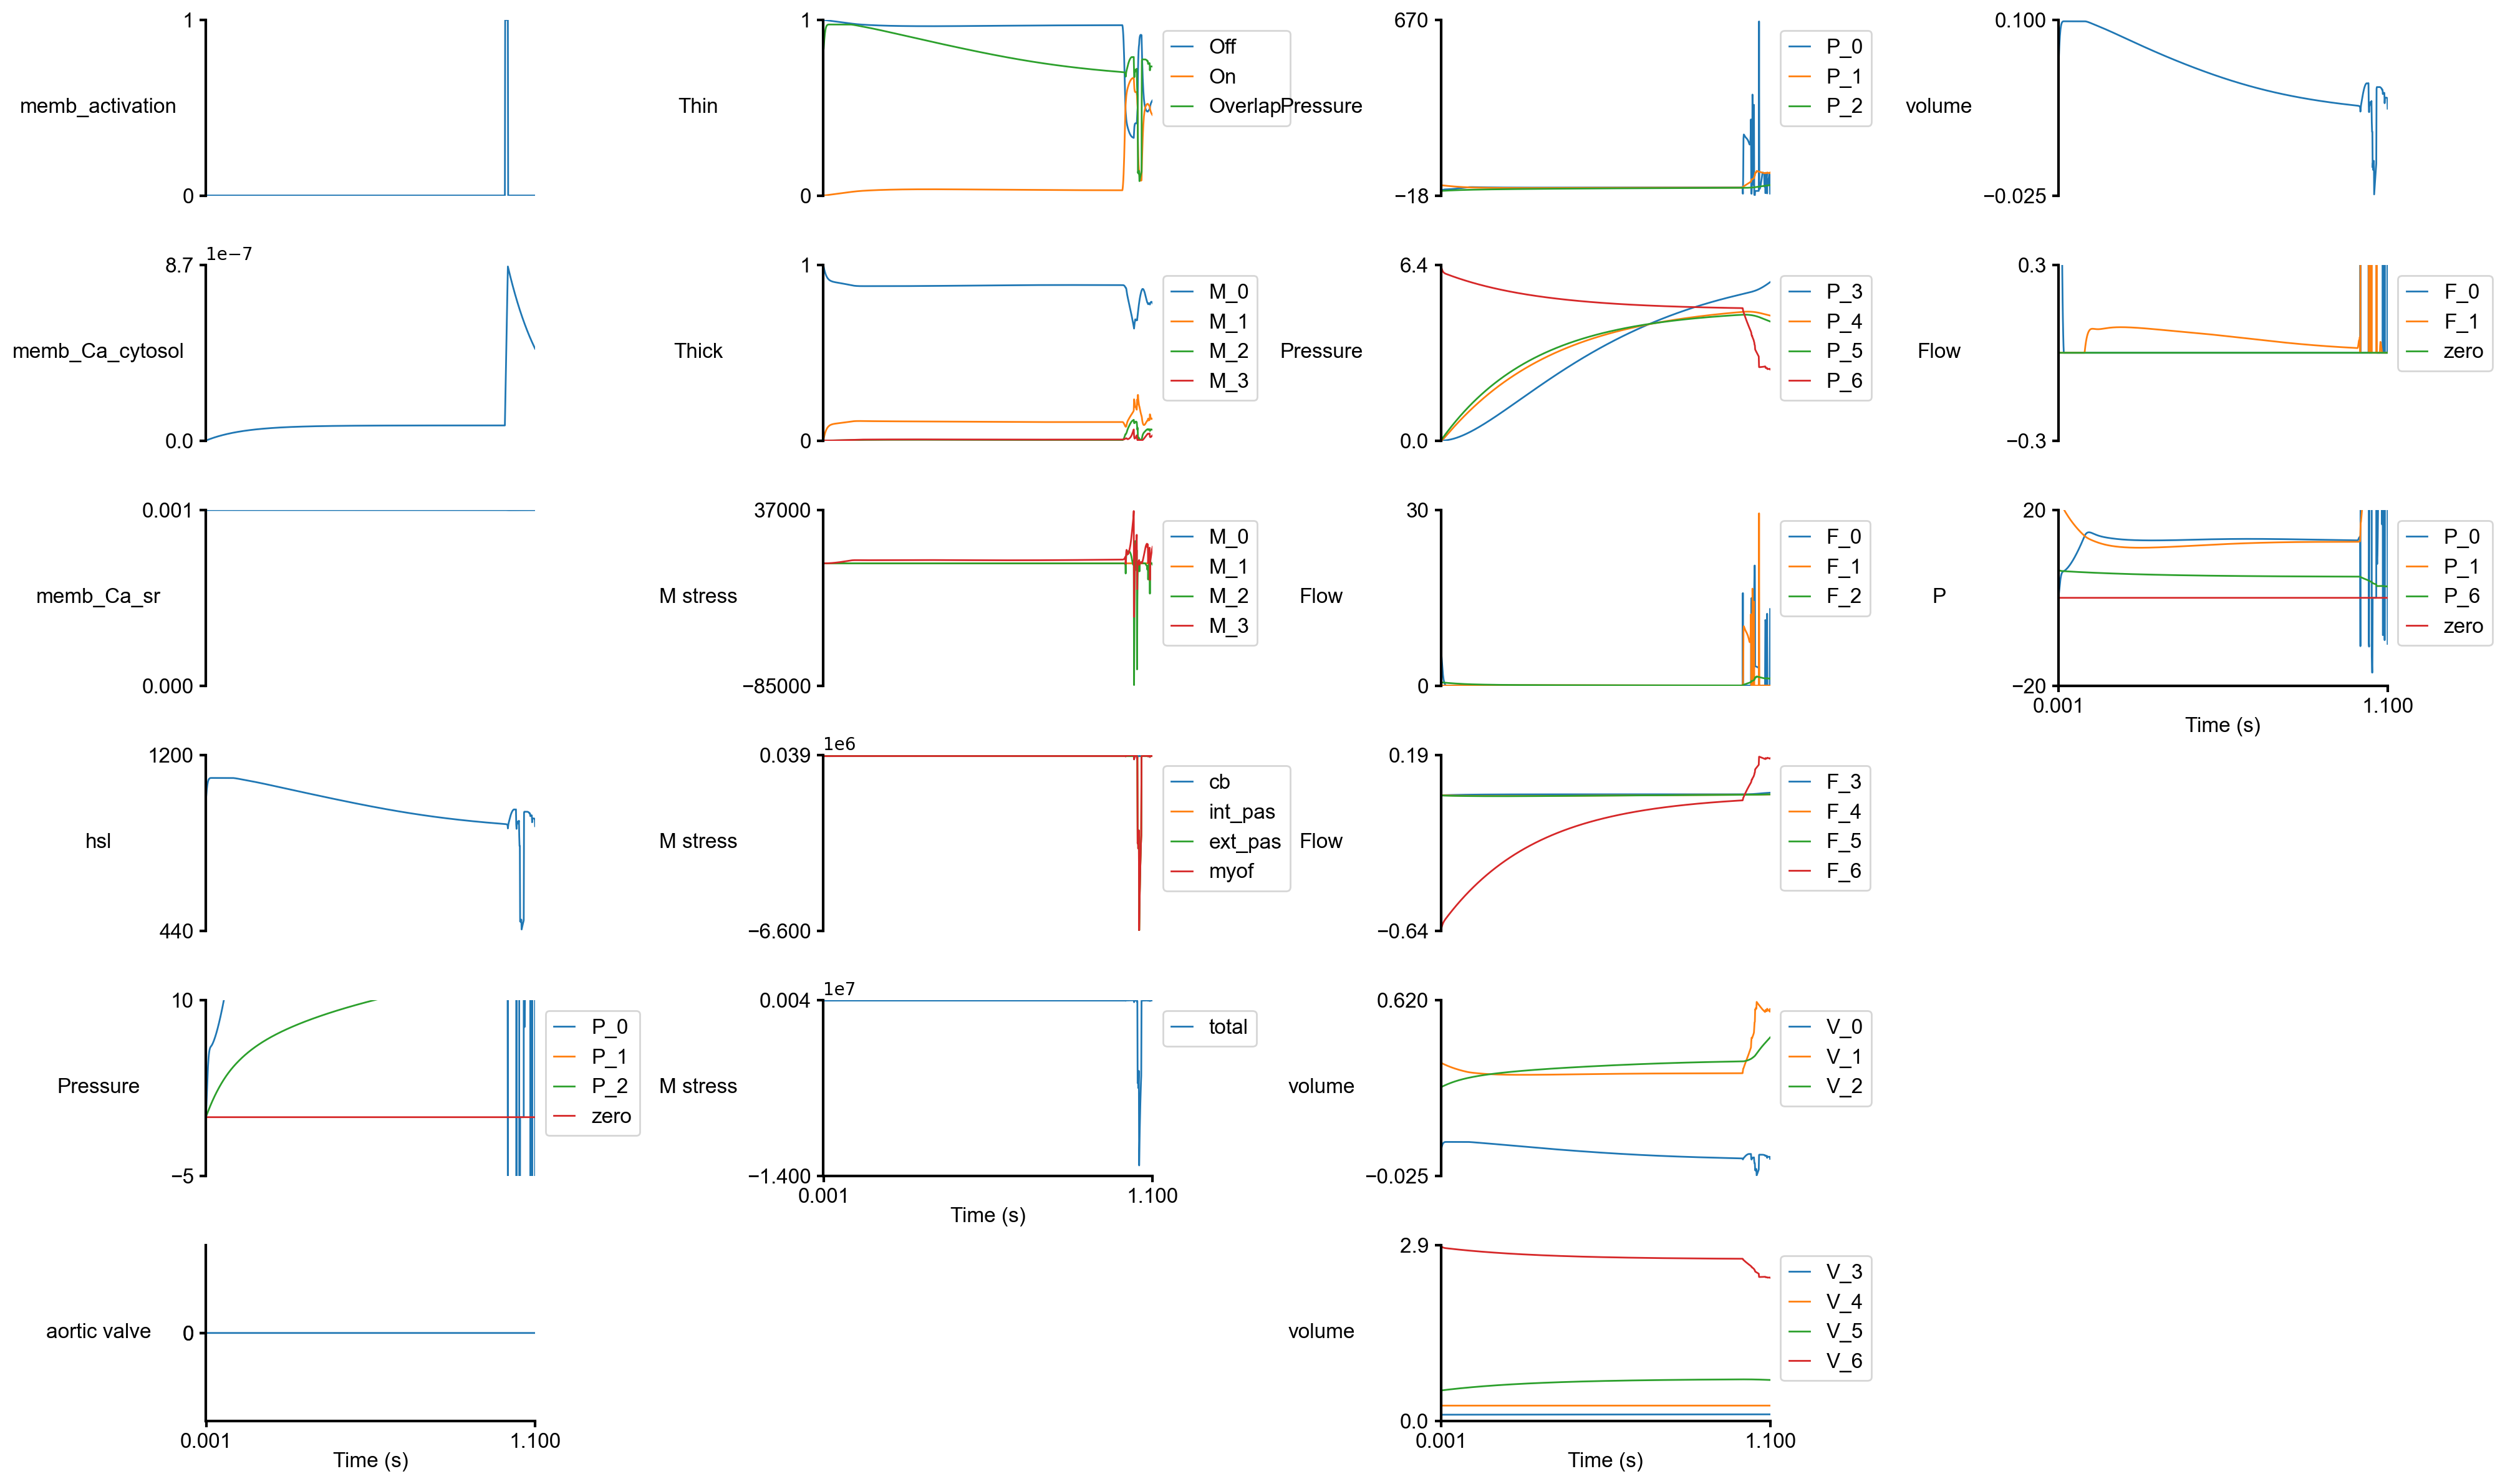 1
memb_activation
0
1
Thin
0
Off
On
Overlap
670
Pressure
−18
P_0
P_1
P_2
0.100
volume
−0.025
1e−7
8.7
memb_Ca_cytosol
0.0
1
Thick
0
M_0
M_1
M_2
M_3
6.4
Pressure
0.0
P_3
P_4
P_5
P_6
0.3
Flow
−0.3
F_0
F_1
zero
0.001
memb_Ca_sr
0.000
37000
M stress
−85000
M_0
M_1
M_2
M_3
30
Flow
0
F_0
F_1
F_2
20
P
−20
0.001
1.100
Time (s)
P_0
P_1
P_6
zero
1200
hsl
440
1e6
0.039
M stress
−6.600
cb
int_pas
ext_pas
myof
0.19
Flow
−0.64
F_3
F_4
F_5
F_6
10
Pressure
−5
P_0
P_1
P_2
zero
1e7
0.004
M stress
−1.400
0.001
1.100
Time (s)
total
0.620
volume
−0.025
V_0
V_1
V_2
aortic valve
0
0.001
1.100
Time (s)
2.9
volume
0.0
0.001
1.100
Time (s)
V_3
V_4
V_5
V_6